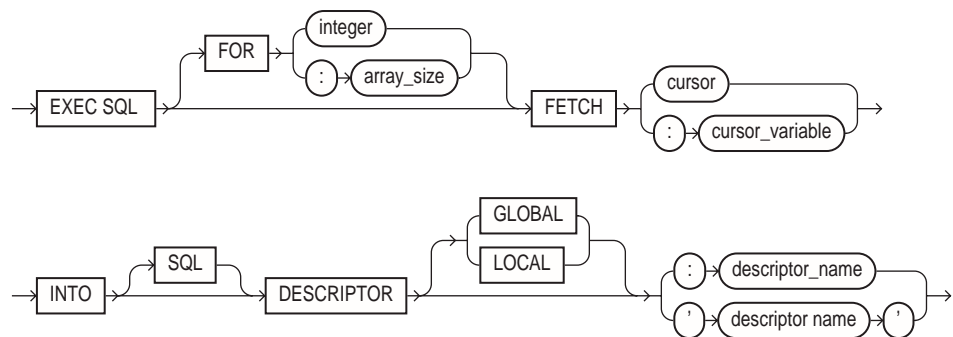 integer
FOR
: array_size
cursor
EXEC SQL
FETCH
: cursor_variable
GLOBAL
SQL
LOCAL
: descriptor_name
INTO
DESCRIPTOR
' descriptor name '